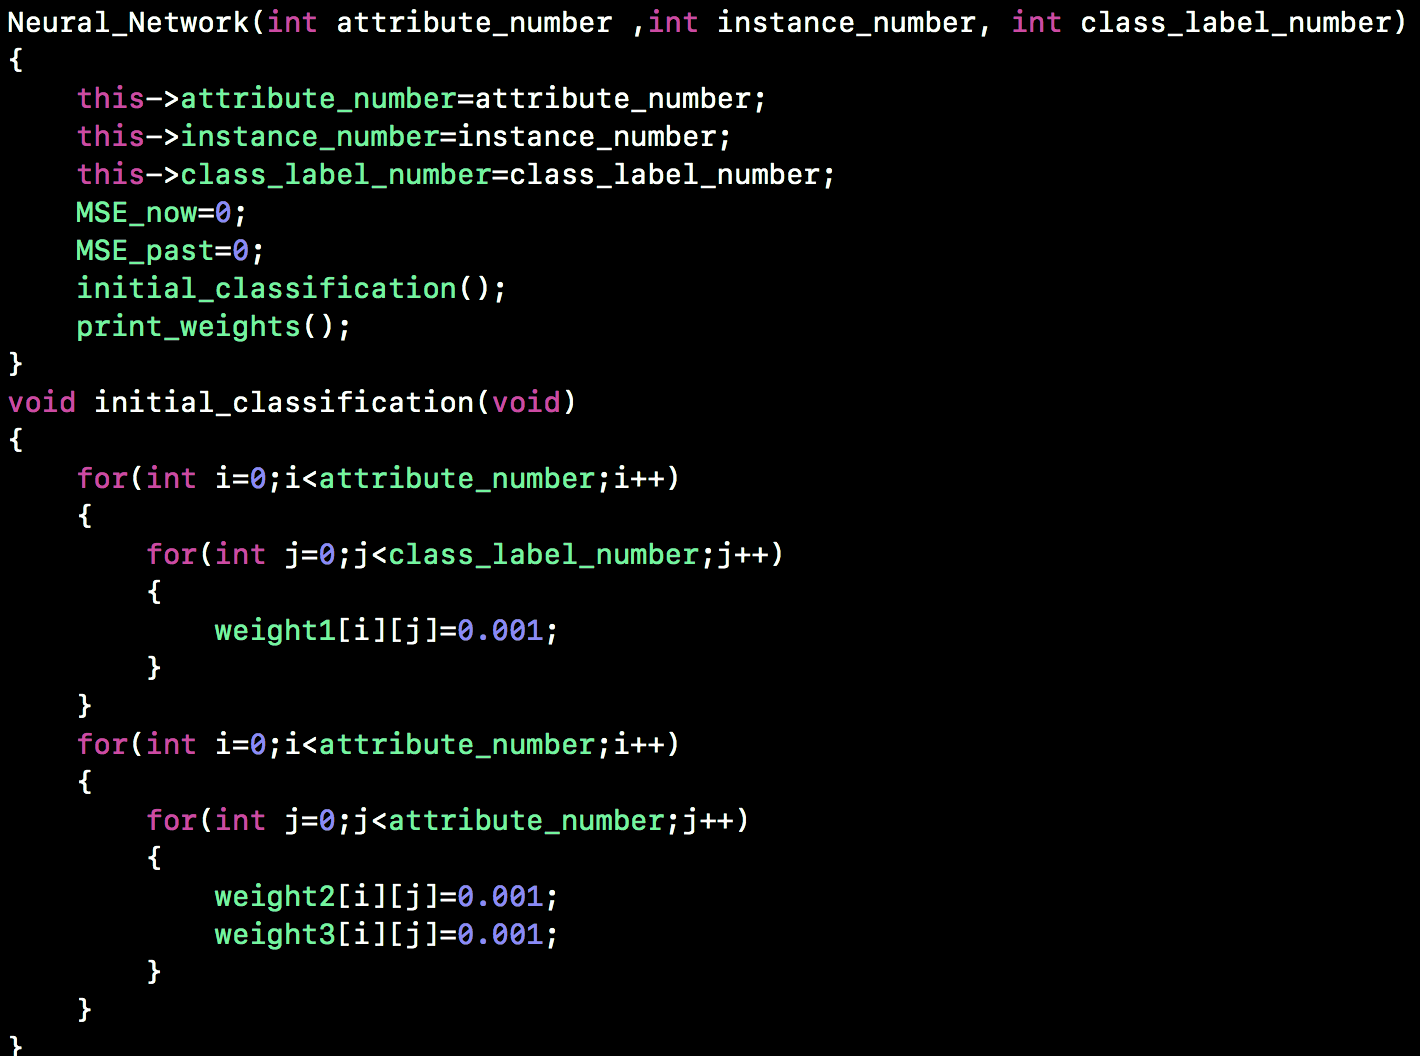 Neural_Network(int attribute_number ,int instance_number, int class_label_number)
{
    this->attribute_number=attribute_number;
    this->instance_number=instance_number;
    this->class_label_number=class_label_number;
    MSE_now=0;
    MSE_past=0;
    initial_classification();
    print_weights();
}
void initial_classification(void)
{
    for(int i=0;i<attribute_number;i++)
    {
        for(int j=0;j<class_label_number;j++)
        {
            weight1[i][j]=0.001;
        }
    }
    for(int i=0;i<attribute_number;i++)
    {
        for(int j=0;j<attribute_number;j++)
        {
            weight2[i][j]=0.001;
            weight3[i][j]=0.001;
        }
    }
}